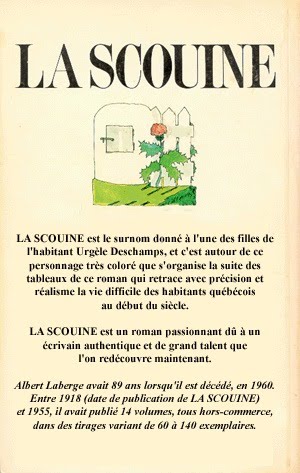 LA SCOUINE
LA SCOUINE est le surnom donné à l'une des filles de
l'habitant Urgèle Deschamps, et c'est autour de ce
personnage très coloré que s'organise la suite des
tableaux de ce roman qui retrace avec précision et
réalisme la vie difficile des habitants québécois
au début du siècle.
LA SCOUINE est un roman passionnant dû à un
écrivain authentique et de grand talent que
l'on redécouvre maintenant.
Albert Laberge avait 89 ans lorsqu'il est décédé, en 1960.
Entre 1918 (date de publication de LA SCOUINE)
et 1955, il avait publié 14 volumes, tous hors-commerce,
dans des tirages variant de 60 à 140 exemplaires.